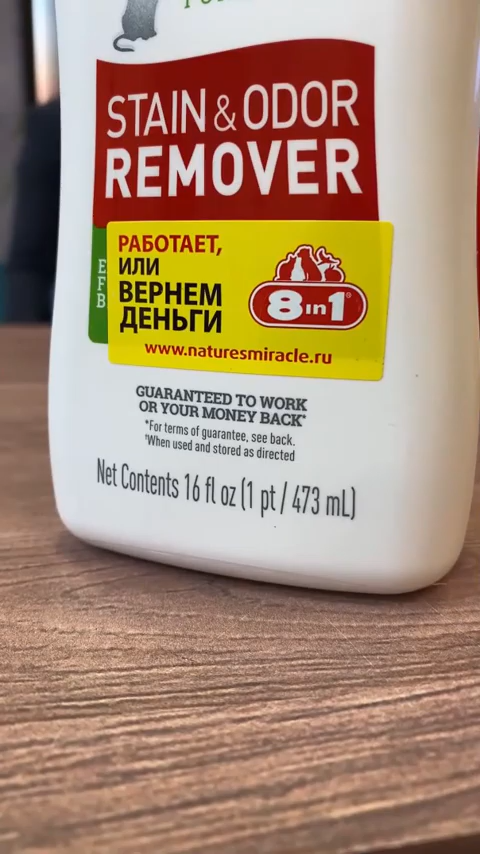 STAIN & ODOR
REMOVER
E
F
B
РАБОТАЕТ,
ИЛИ
ВЕРНЕМ
ДЕНЬГИ
8in1®
www.naturesmiracle.ru
GUARANTEED TO WORK
OR YOUR MONEY BACK*
*For terms of guarantee, see back.
†When used and stored as directed
Net Contents 16 fl oz (1 pt / 473 mL)